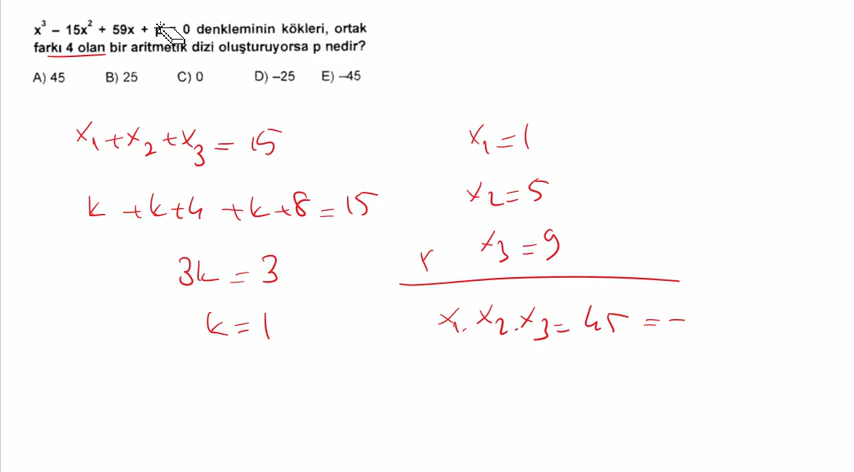 x³ − 15x² + 59x + p = 0 denkleminin kökleri, ortak
farkı 4 olan bir aritmetik dizi oluşturuyorsa p nedir?
A) 45 B) 25 C) 0 D) −25 E) −45
x₁ + x₂ + x₃ = 15
k + k+4 + k+8 = 15
3k = 3
k = 1
x₁ = 1
x₂ = 5
x x₃ = 9
x₁ . x₂ . x₃ = 45 = −